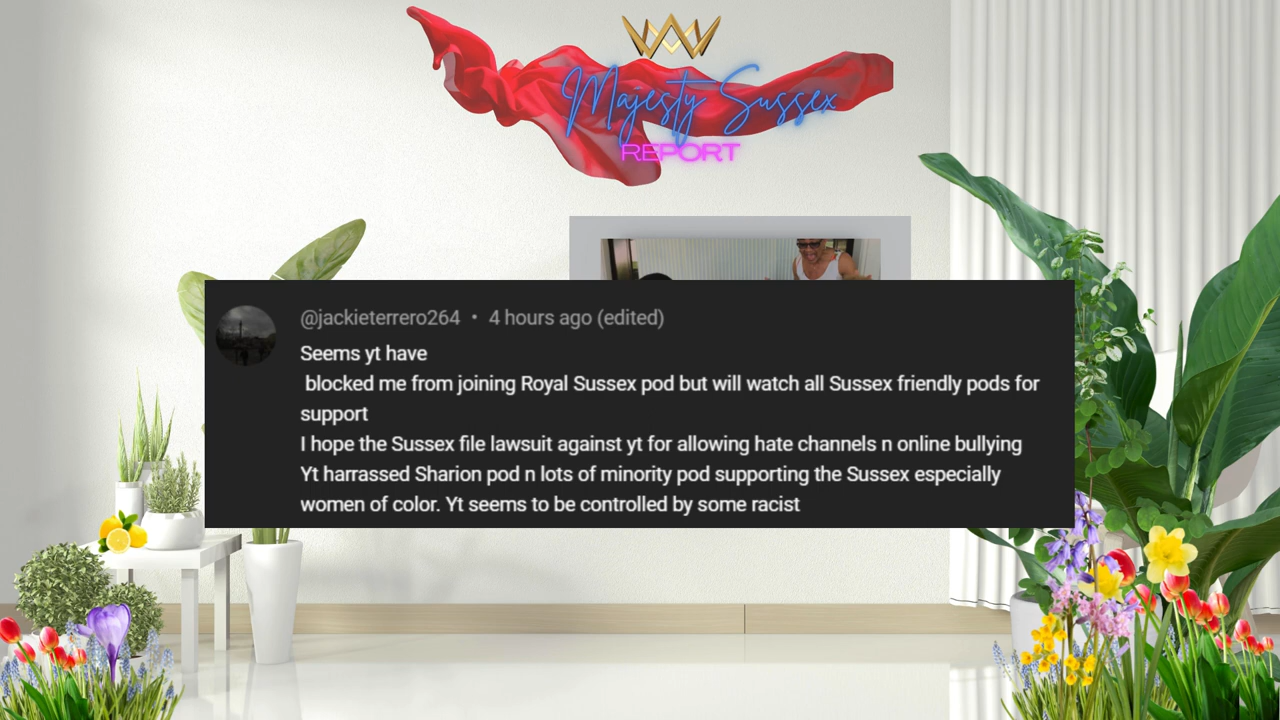 Majesty Sussex
REPORT
@jackieterrero264 • 4 hours ago (edited)
Seems yt have
blocked me from joining Royal Sussex pod but will watch all Sussex friendly pods for
support
I hope the Sussex file lawsuit against yt for allowing hate channels n online bullying
Yt harrassed Sharion pod n lots of minority pod supporting the Sussex especially
women of color. Yt seems to be controlled by some racist